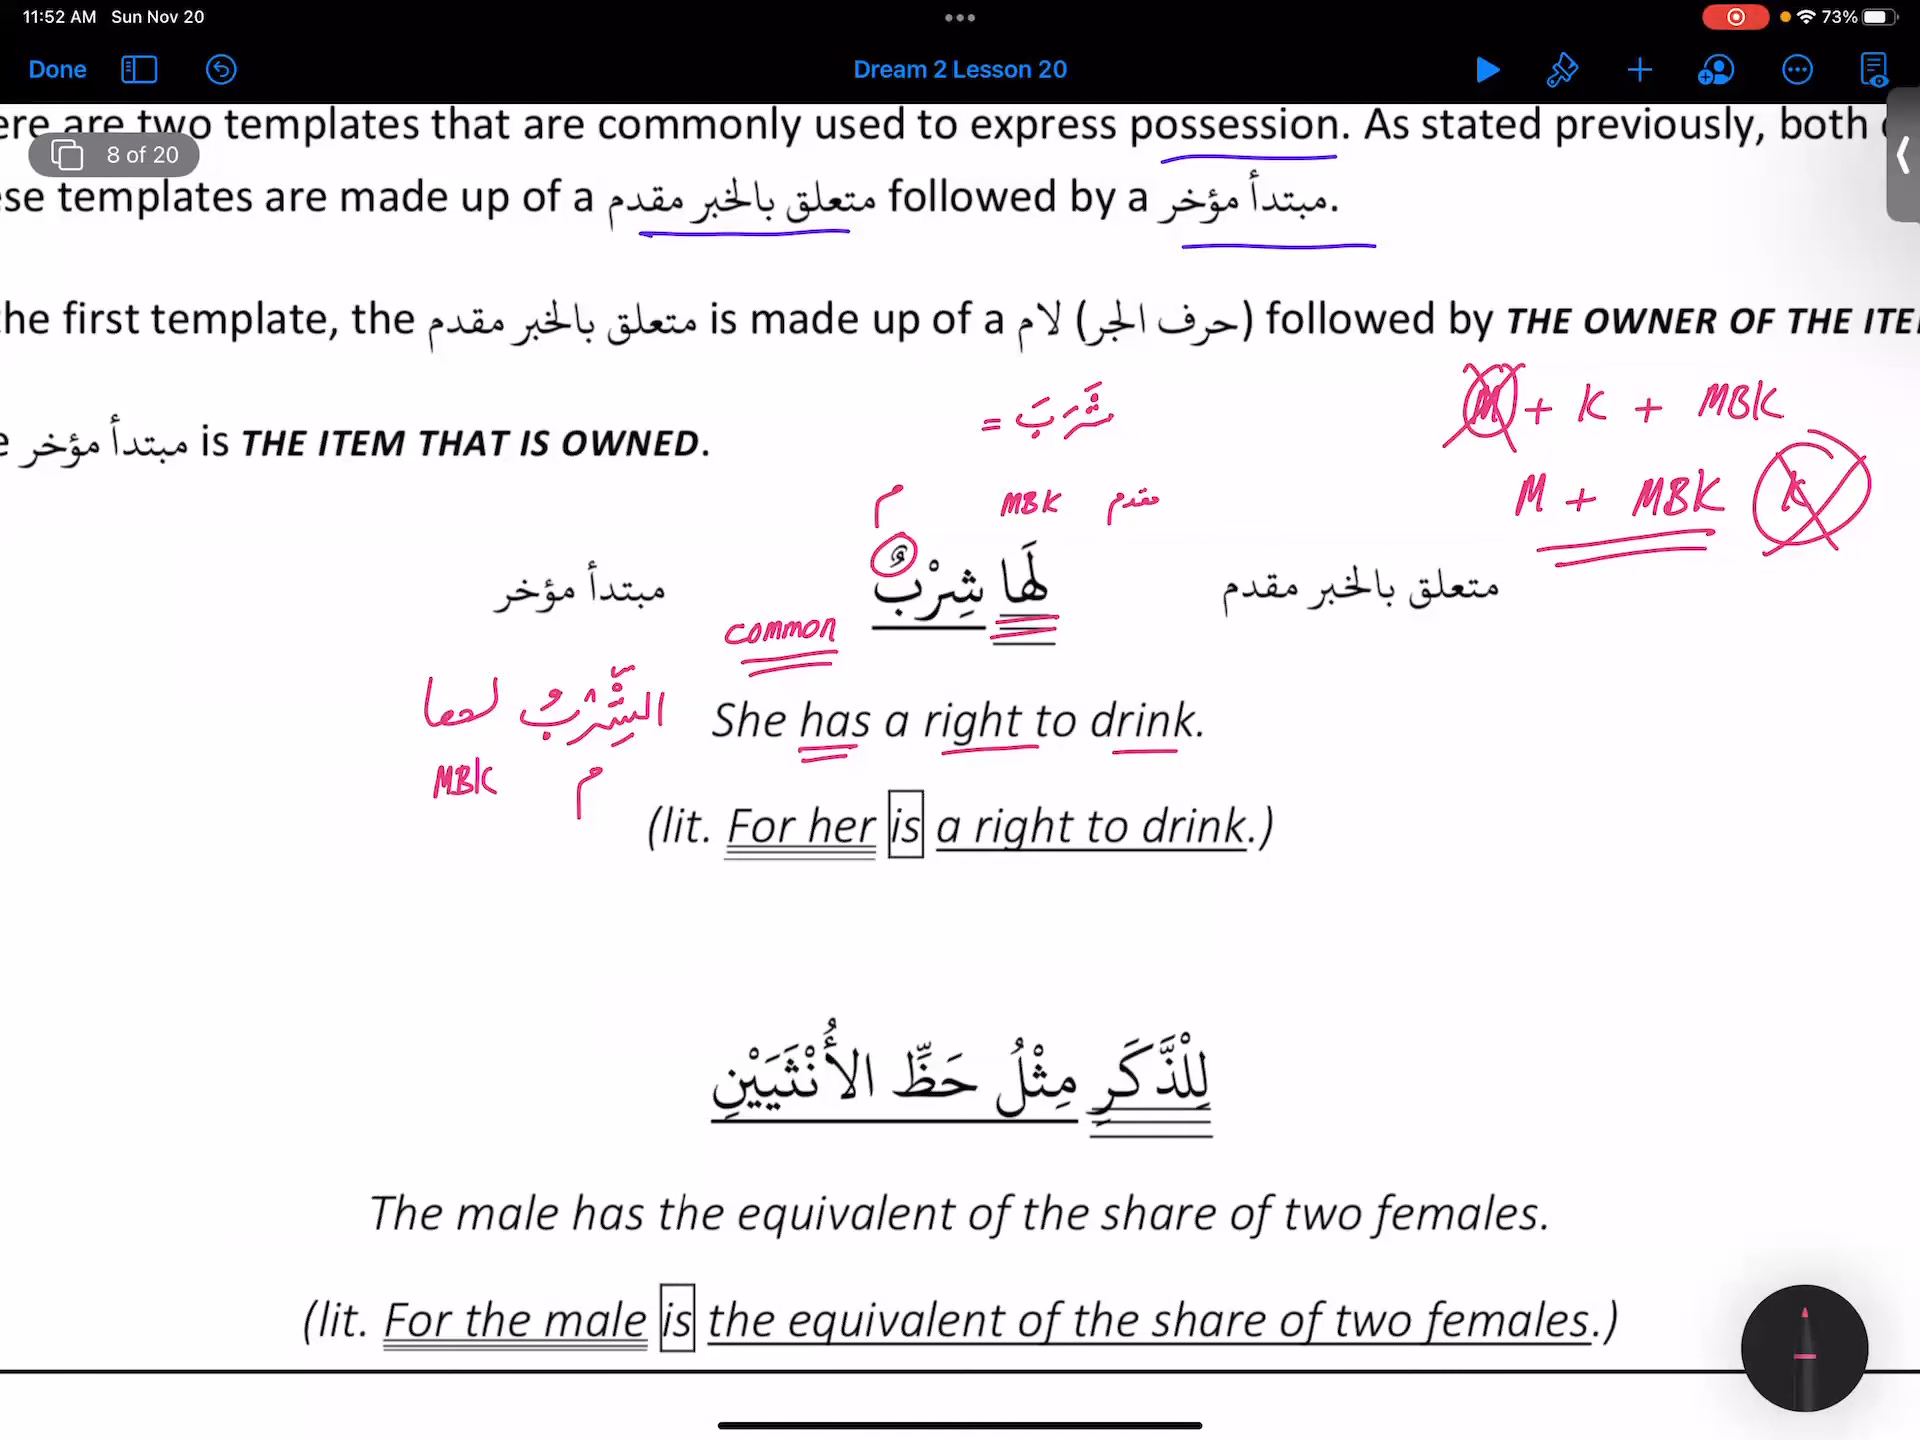 11:52 AM Sun Nov 20
73%
Done
Dream 2 Lesson 20
ere are two templates that are commonly used to express possession. As stated previously, both
8 of 20
ese templates are made up of a متعلق بالخبر مقدم followed by a مبتدأ مؤخر.
he first template, the متعلق بالخبر مقدم is made up of a لام (حرف الجر) followed by THE OWNER OF THE ITE
M + K + MBK
= شَرَبَ
e مبتدأ مؤخر is THE ITEM THAT IS OWNED.
M + MBK K
م MBK مقدم
متعلق بالخبر مقدم لَهَا شِرْبٌ مبتدأ مؤخر
common
الشِّرْبُ لها
She has a right to drink.
MBK م
(lit. For her is a right to drink.)
لِلْذَّكَرِ مِثْلُ حَظِّ الأُنْثَيَيْنِ
The male has the equivalent of the share of two females.
(lit. For the male is the equivalent of the share of two females.)